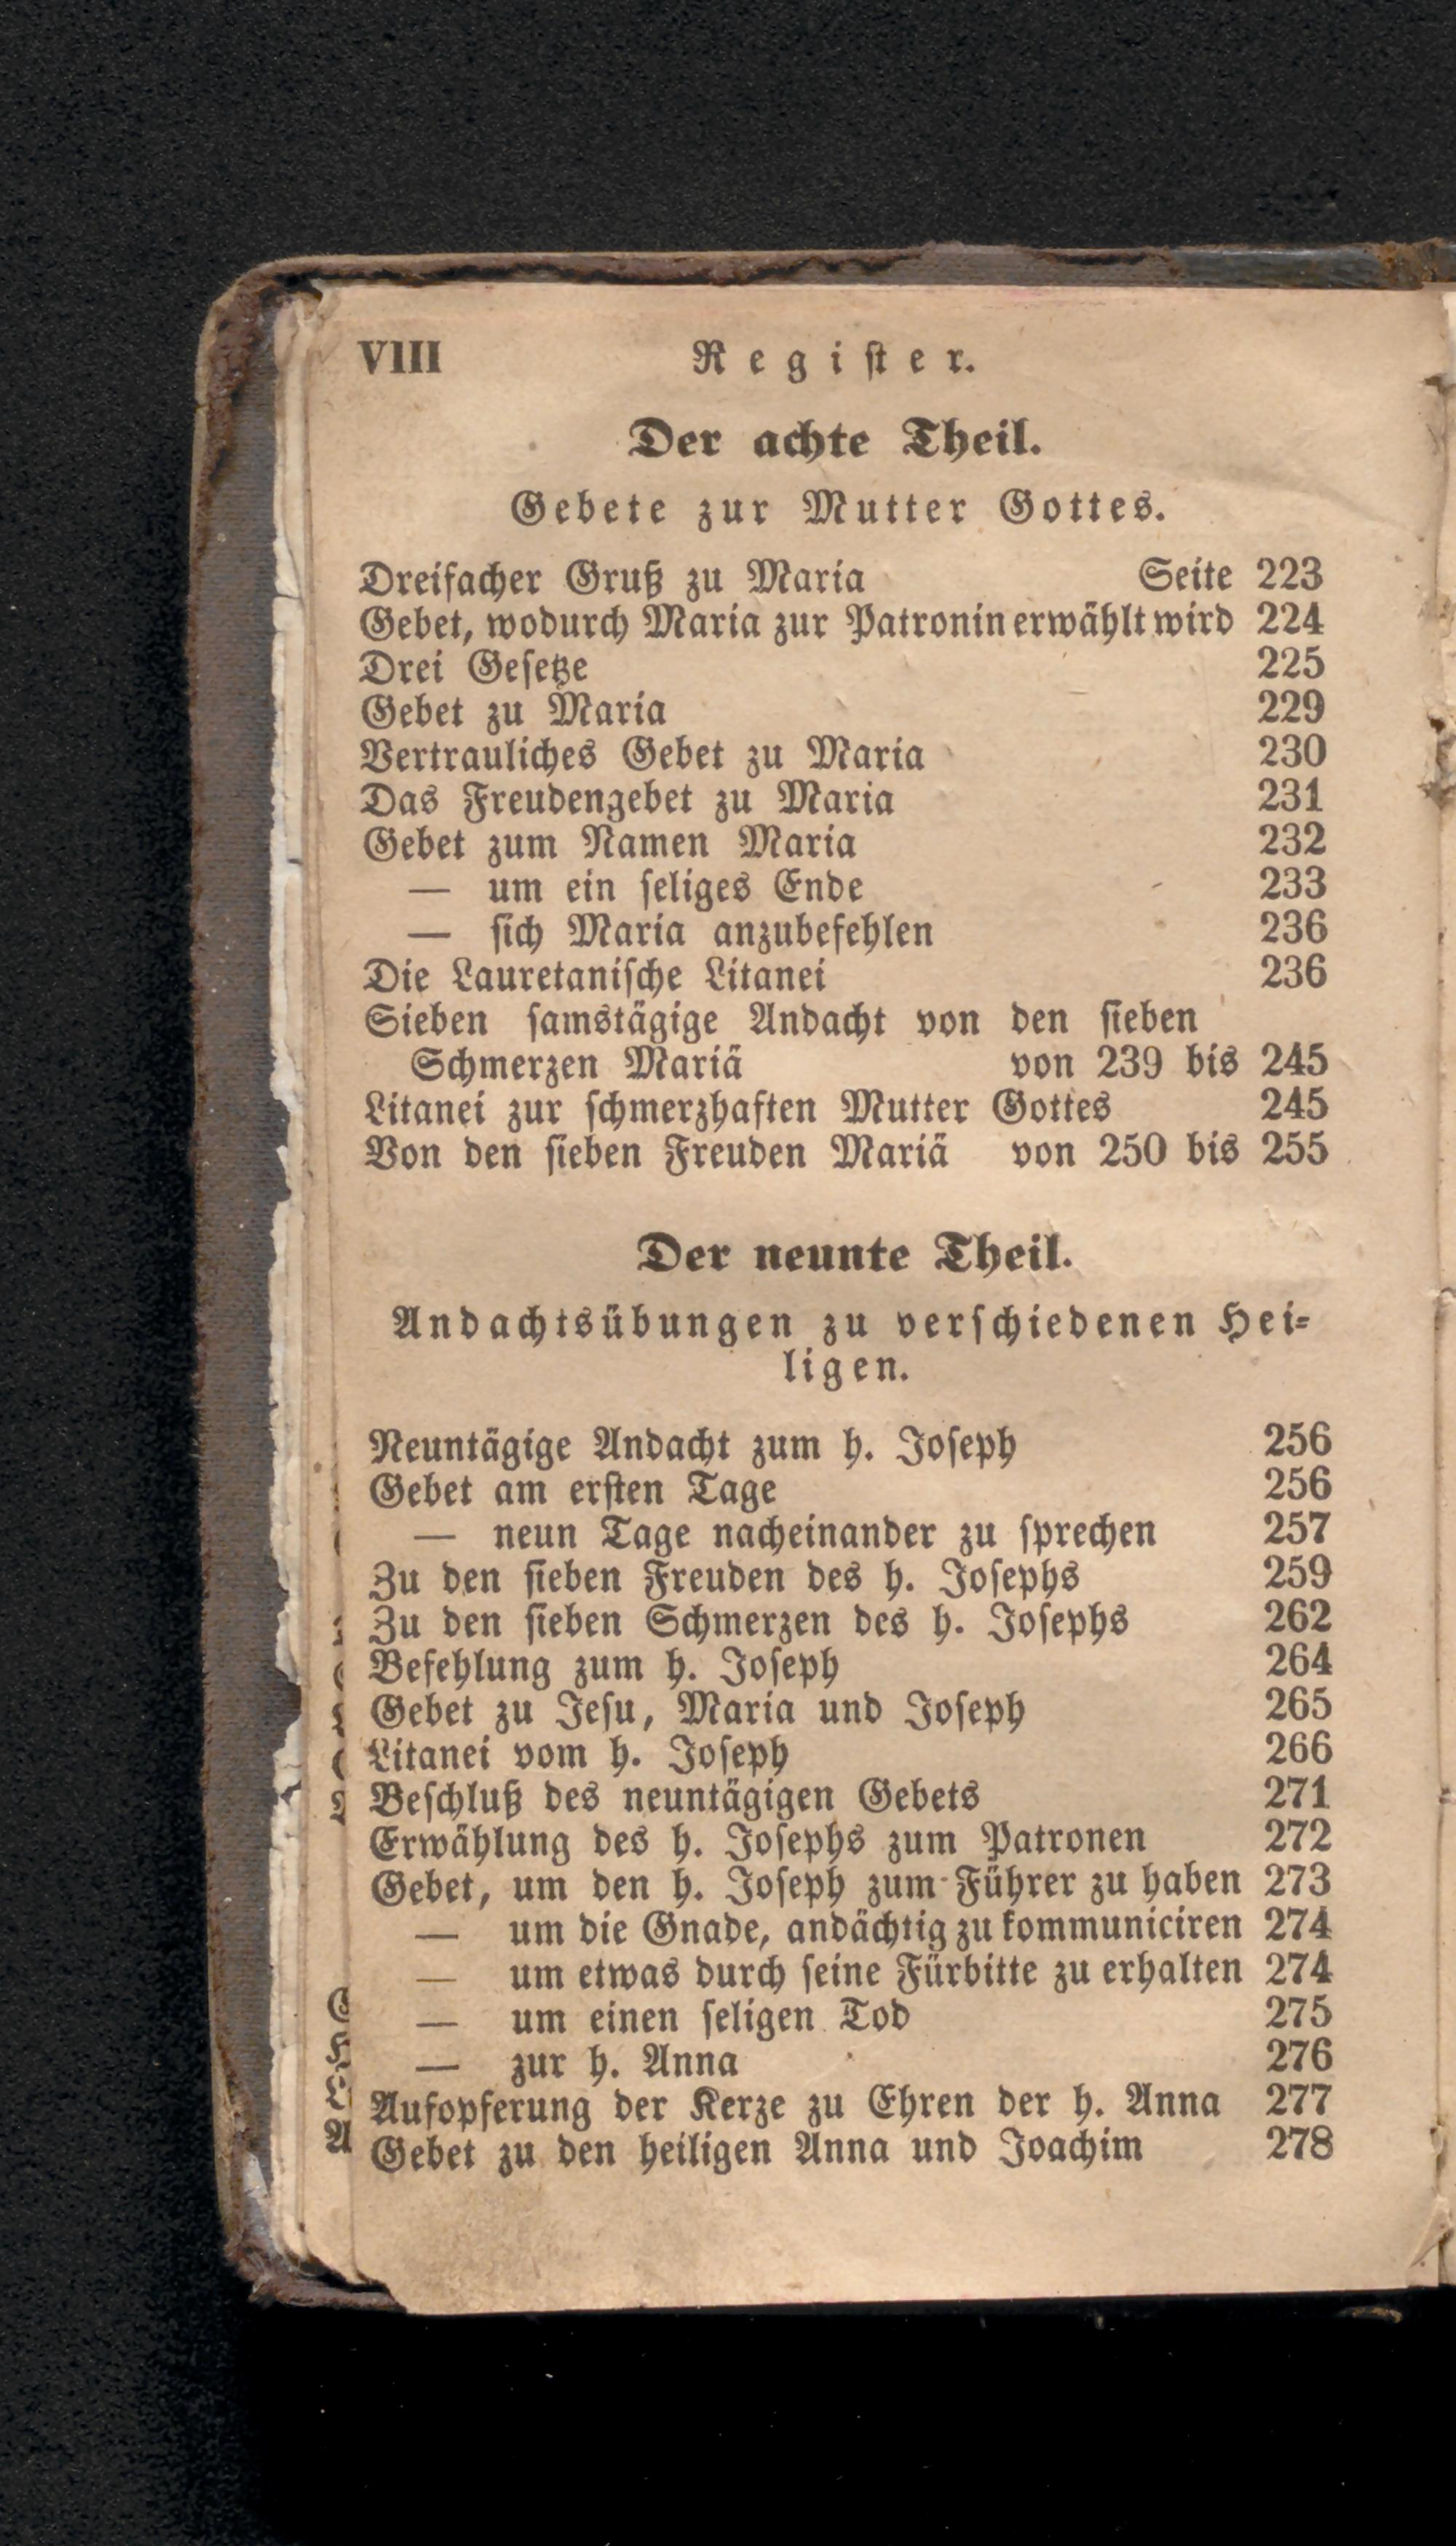 VIII Register.
Der achte Theil.
Gebete zur Mutter Gottes.
Dreifacher Gruß zu Maria Seite 223
Gebet, wodurch Maria zur Patronin erwählt wird 224
Drei Gesetze 225
Gebet zu Maria 229
Vertrauliches Gebet zu Maria 230
Das Freudengebet zu Maria 231
Gebet zum Namen Maria 232
— um ein seliges Ende 233
— sich Maria anzubefehlen 236
Die Lauretanische Litanei 236
Sieben samstägige Andacht von den sieben
Schmerzen Mariä von 239 bis 245
Litanei zur schmerzhaften Mutter Gottes 245
Von den sieben Freuden Mariä von 250 bis 255
Der neunte Theil.
Andachtsübungen zu verschiedenen Hei-
ligen.
Neuntägige Andacht zum h. Joseph 256
Gebet am ersten Tage 256
— neun Tage nacheinander zu sprechen 257
Zu den sieben Freuden des h. Josephs 259
Zu den sieben Schmerzen des h. Josephs 262
Befehlung zum h. Joseph 264
Gebet zu Jesu, Maria und Joseph 265
Litanei vom h. Joseph 266
Beschluß des neuntägigen Gebets 271
Erwählung des h. Josephs zum Patronen 272
Gebet, um den h. Joseph zum Führer zu haben 273
— um die Gnade, andächtig zu kommuniciren 274
— um etwas durch seine Fürbitte zu erhalten 274
— um einen seligen Tod 275
— zur h. Anna 276
Aufopferung der Kerze zu Ehren der h. Anna 277
Gebet zu den heiligen Anna und Joachim 278